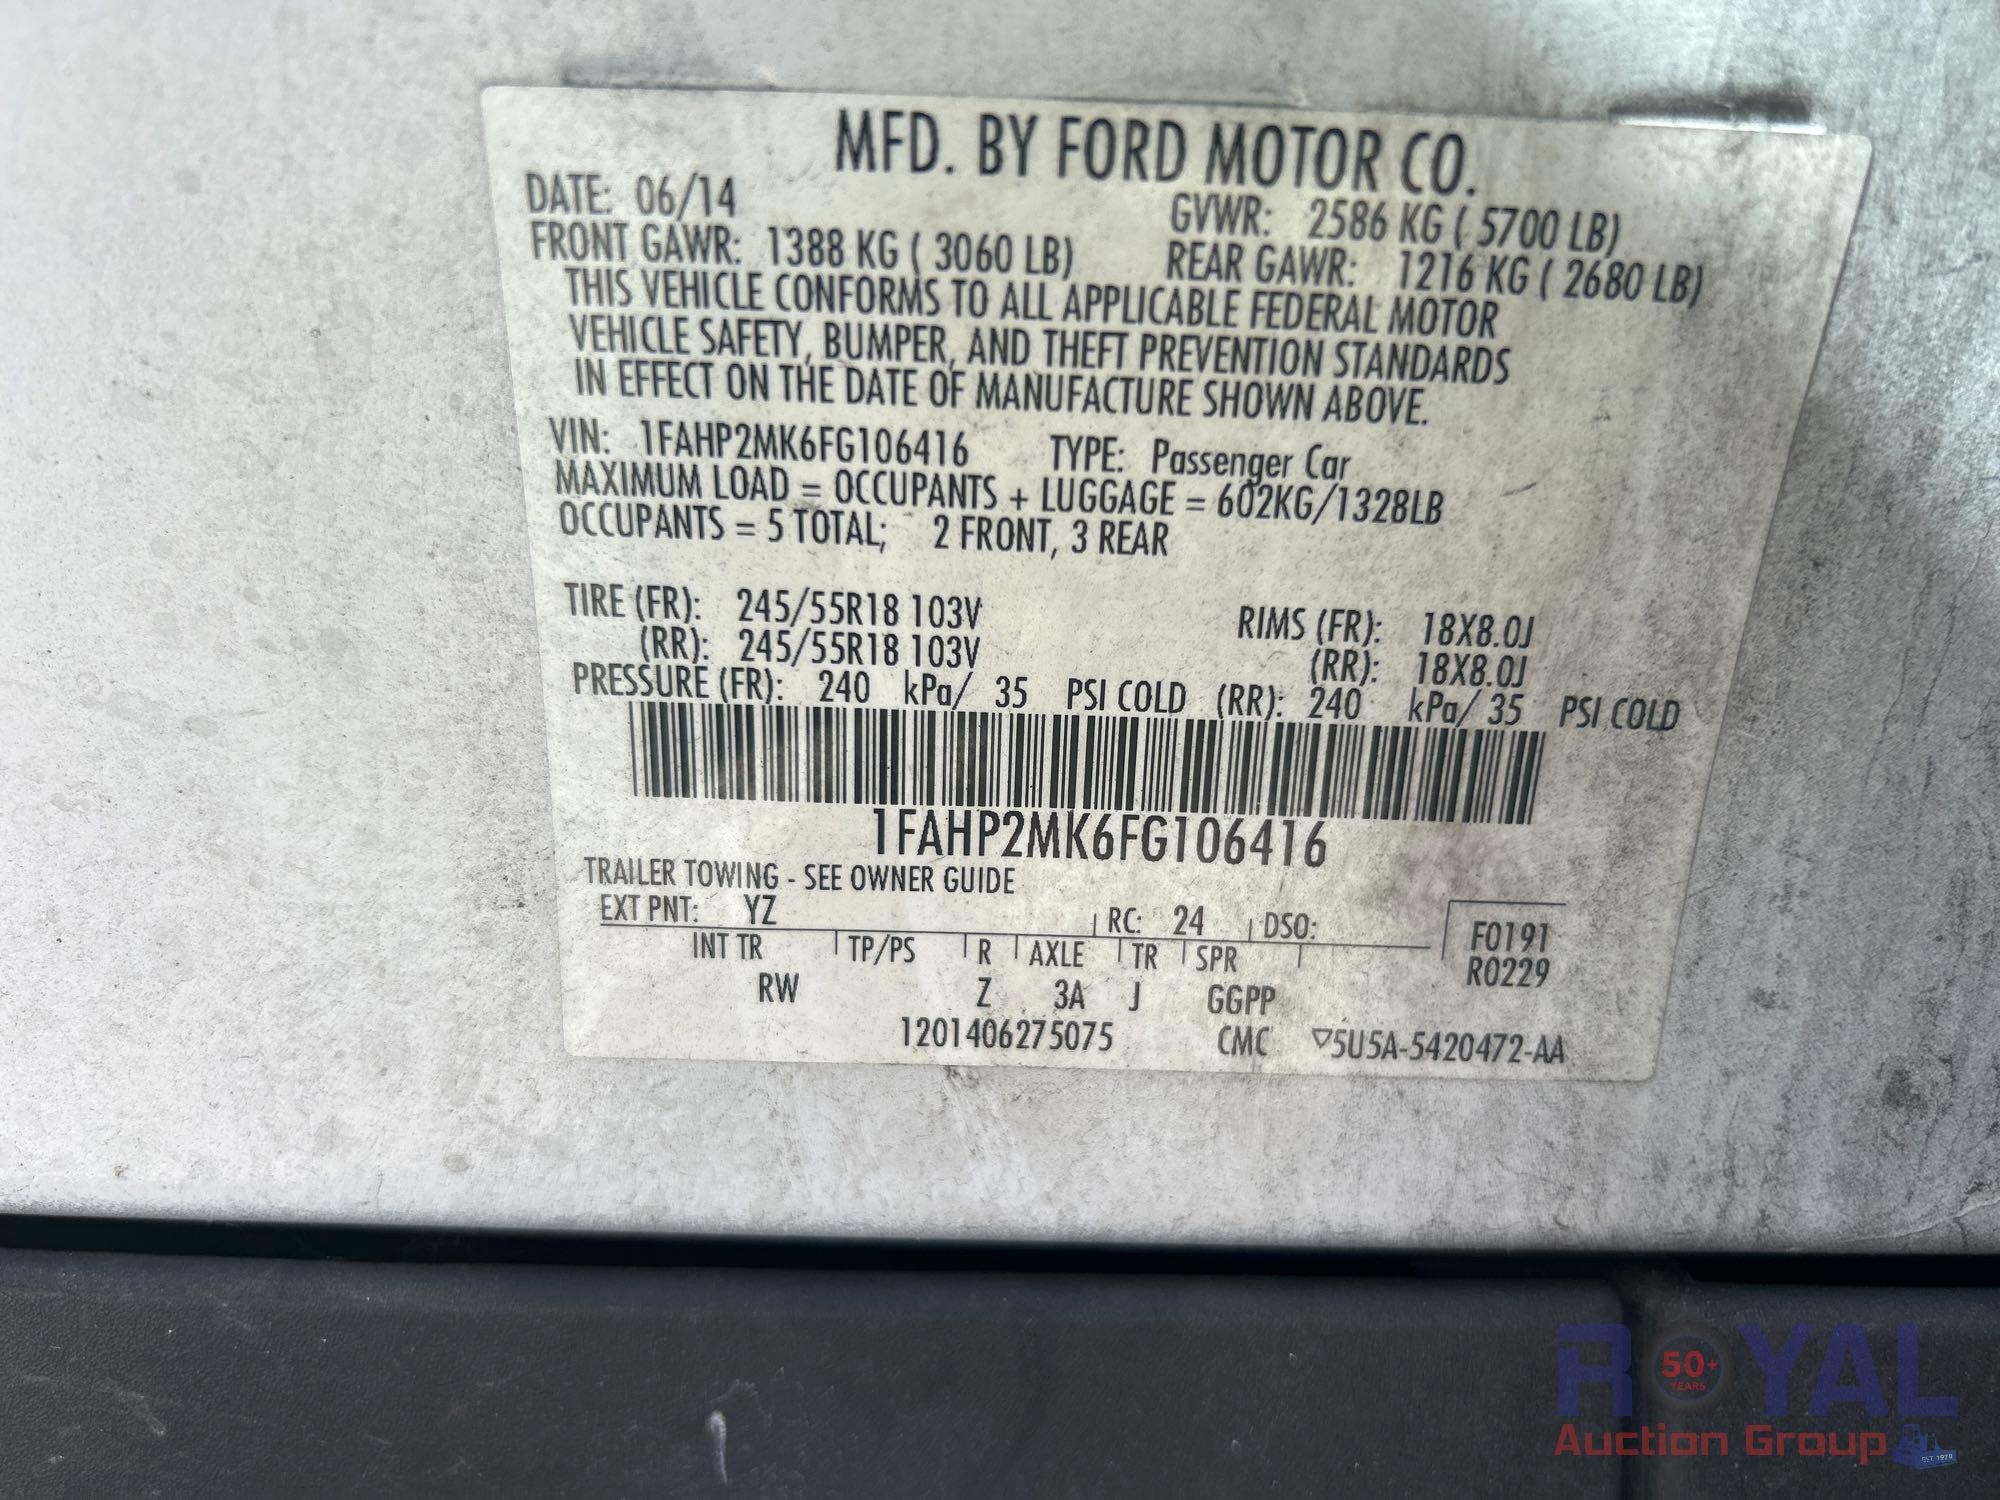 MFD. BY FORD MOTOR CO.
DATE: 06/14 GVWR: 2586 KG ( 5700 LB)
FRONT GAWR: 1388 KG ( 3060 LB) REAR GAWR: 1216 KG ( 2680 LB)
THIS VEHICLE CONFORMS TO ALL APPLICABLE FEDERAL MOTOR
VEHICLE SAFETY, BUMPER, AND THEFT PREVENTION STANDARDS
IN EFFECT ON THE DATE OF MANUFACTURE SHOWN ABOVE.
VIN: 1FAHP2MK6FG106416 TYPE: Passenger Car
MAXIMUM LOAD = OCCUPANTS + LUGGAGE = 602KG/1328LB
OCCUPANTS = 5 TOTAL; 2 FRONT, 3 REAR
TIRE (FR): 245/55R18 103V RIMS (FR): 18X8.0J
(RR): 245/55R18 103V (RR): 18X8.0J
PRESSURE (FR): 240 kPa/ 35 PSI COLD (RR): 240 kPa/ 35 PSI COLD
1FAHP2MK6FG106416
TRAILER TOWING - SEE OWNER GUIDE
EXT PNT: YZ RC: 24 DSO: F0191
INT TR TP/PS R AXLE TR SPR R0229
RW Z 3A J GGPP
1201406275075 CMC ▽5U5A-5420472-AA
ROYAL
50+
YEARS
Auction Group
EST. 1970